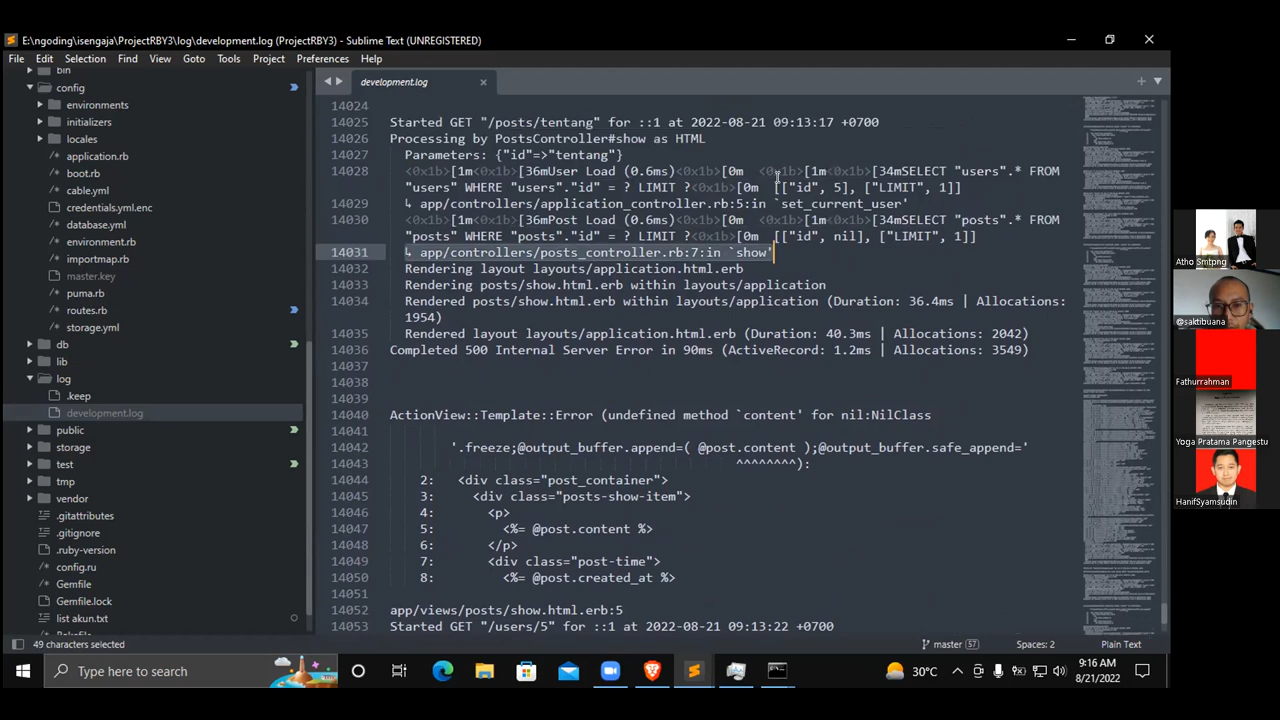 E:\ngoding\isengaja\ProjectRBY3\log\development.log (ProjectRBY3) - Sublime Text (UNREGISTERED)
File Edit Selection Find View Goto Tools Project Preferences Help
bin
config
environments
initializers
locales
application.rb
boot.rb
cable.yml
credentials.yml.enc
database.yml
environment.rb
importmap.rb
master.key
puma.rb
routes.rb
storage.yml
db
lib
log
.keep
development.log
public
storage
test
tmp
vendor
.gitattributes
.gitignore
.ruby-version
config.ru
Gemfile
Gemfile.lock
list akun.txt
development.log
14024
14025 Started GET "/posts/tentang" for ::1 at 2022-08-21 09:13:17 +0700
14026 Processing by PostsController#show as HTML
14027 Parameters: {"id"=>"tentang"}
14028 <0x1b>[1m<0x1b>[36mUser Load (0.6ms)<0x1b>[0m <0x1b>[1m<0x1b>[34mSELECT "users".* FROM
"users" WHERE "users"."id" = ? LIMIT ?<0x1b>[0m [["id", 5], ["LIMIT", 1]]
14029 app/controllers/application_controller.rb:5:in `set_current_user'
14030 <0x1b>[1m<0x1b>[36mPost Load (0.6ms)<0x1b>[0m <0x1b>[1m<0x1b>[34mSELECT "posts".* FROM
"posts" WHERE "posts"."id" = ? LIMIT ?<0x1b>[0m [["id", nil], ["LIMIT", 1]]
14031 app/controllers/posts_controller.rb:7:in `show'
14032 Rendering layout layouts/application.html.erb
14033 Rendering posts/show.html.erb within layouts/application
14034 Rendered posts/show.html.erb within layouts/application (Duration: 36.4ms | Allocations:
1954)
14035 Rendered layout layouts/application.html.erb (Duration: 40.3ms | Allocations: 2042)
14036 Completed 500 Internal Server Error in 90ms (ActiveRecord: 1.2ms | Allocations: 3549)
14037
14038
14039
14040 ActionView::Template::Error (undefined method `content' for nil:NilClass
14041
14042 '.freeze;@output_buffer.append=( @post.content );@output_buffer.safe_append='
14043 ^^^^^^^^):
14044 2: <div class="post_container">
14045 3: <div class="posts-show-item">
14046 4: <p>
14047 5: <%= @post.content %>
14048 6: </p>
14049 7: <div class="post-time">
14050 8: <%= @post.created_at %>
14051
14052 app/views/posts/show.html.erb:5
14053 Started GET "/users/5" for ::1 at 2022-08-21 09:13:22 +0700
49 characters selected
master 57
Spaces: 2
Plain Text
Type here to search
30°C
9:16 AM
8/21/2022
Atho Smtpng
@saktibuana
Fathurrahman
Yoga Pratama Pangestu
HanifSyamsudin